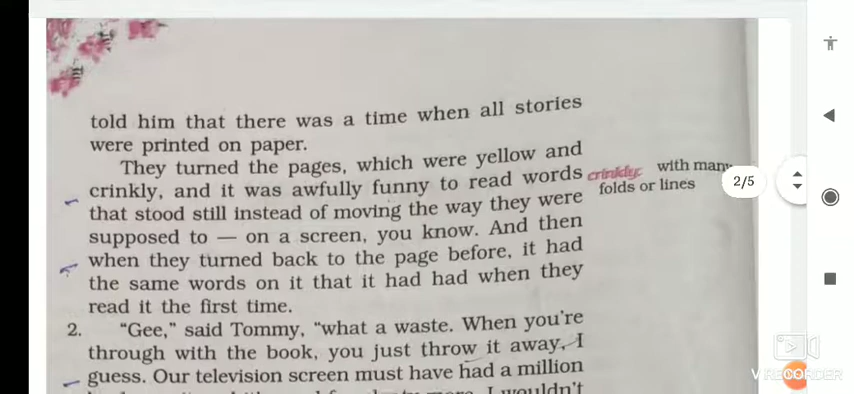 told him that there was a time when all stories
were printed on paper.
They turned the pages, which were yellow and
crinkly, and it was awfully funny to read words
that stood still instead of moving the way they were
supposed to — on a screen, you know. And then
when they turned back to the page before, it had
the same words on it that it had had when they
read it the first time.
crinkly: with many
folds or lines
2/5
2. "Gee," said Tommy, "what a waste. When you're
through with the book, you just throw it away, I
guess. Our television screen must have had a million
I wouldn't
V RECORDER